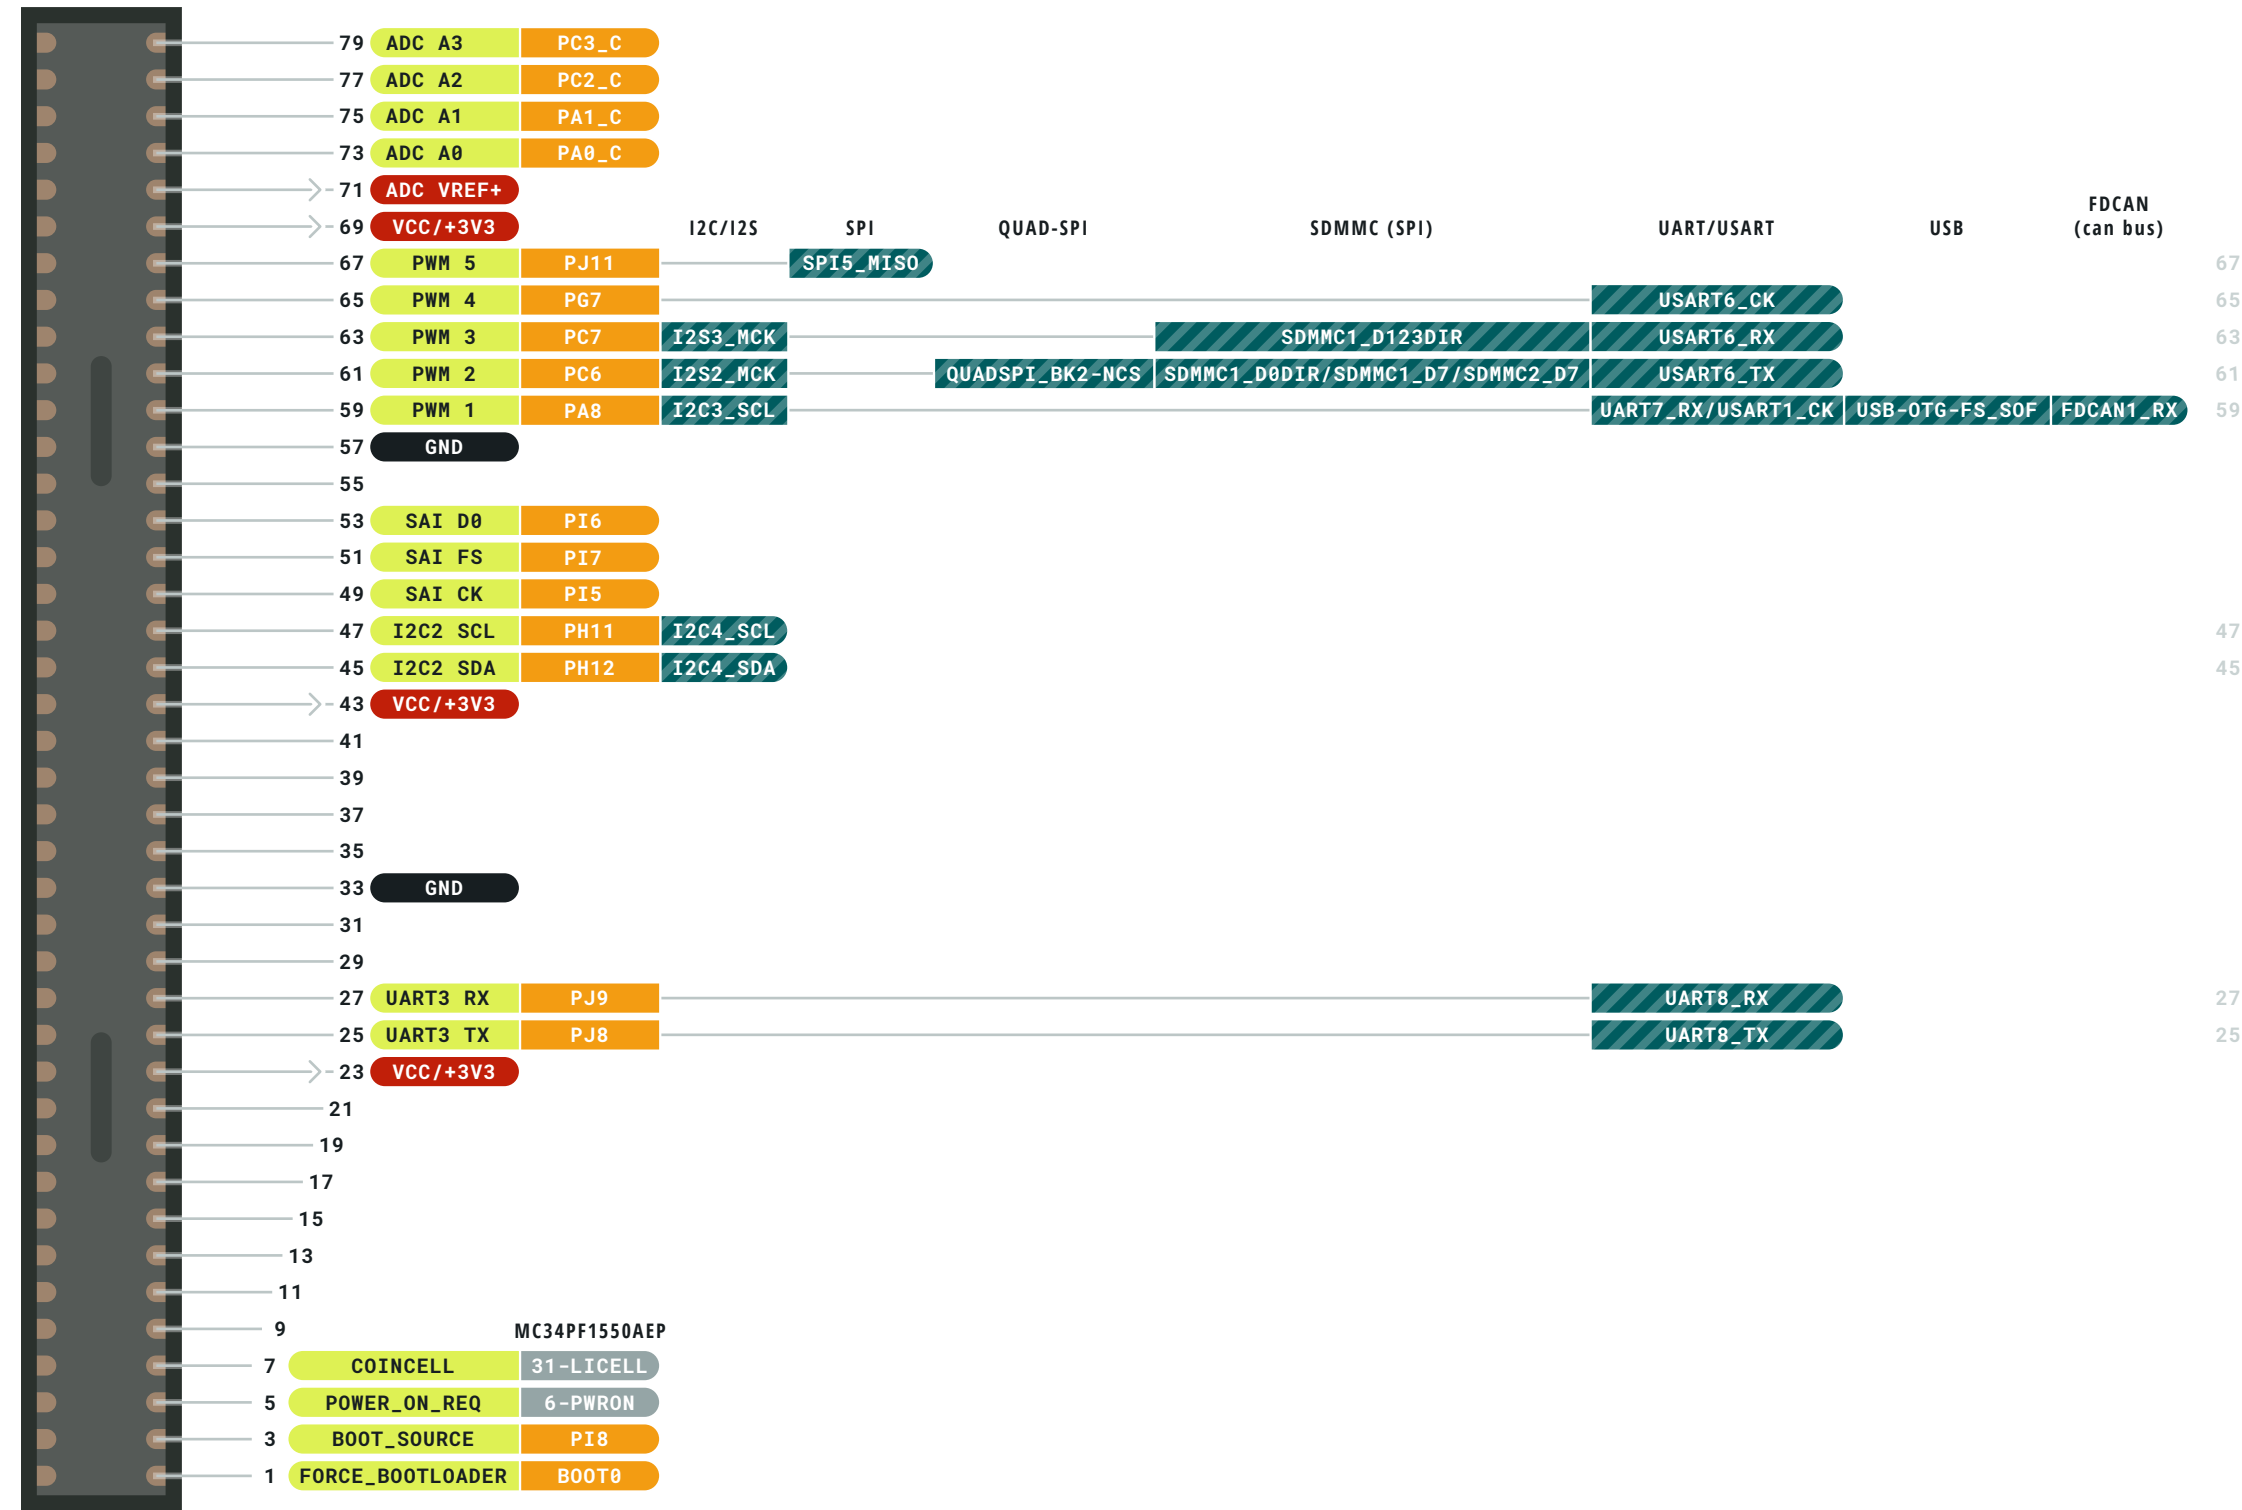 79 ADC A3 PC3_C
77 ADC A2 PC2_C
75 ADC A1 PA1_C
73 ADC A0 PA0_C
71 ADC VREF+
FDCAN
69 VCC/+3V3 I2C/I2S SPI QUAD-SPI SDMMC (SPI) UART/USART USB (can bus)
67 PWM 5 PJ11 SPI5_MISO 67
65 PWM 4 PG7 USART6_CK 65
63 PWM 3 PC7 I2S3_MCK SDMMC1_D123DIR USART6_RX 63
61 PWM 2 PC6 I2S2_MCK QUADSPI_BK2-NCS SDMMC1_D0DIR/SDMMC1_D7/SDMMC2_D7 USART6_TX 61
59 PWM 1 PA8 I2C3_SCL UART7_RX/USART1_CK USB-OTG-FS_SOF FDCAN1_RX 59
57 GND
55
53 SAI D0 PI6
51 SAI FS PI7
49 SAI CK PI5
47 I2C2 SCL PH11 I2C4_SCL 47
45 I2C2 SDA PH12 I2C4_SDA 45
43 VCC/+3V3
41
39
37
35
33 GND
31
29
27 UART3 RX PJ9 UART8_RX 27
25 UART3 TX PJ8 UART8_TX 25
23 VCC/+3V3
21
19
17
15
13
11
9 MC34PF1550AEP
7 COINCELL 31-LICELL
5 POWER_ON_REQ 6-PWRON
3 BOOT_SOURCE PI8
1 FORCE_BOOTLOADER BOOT0